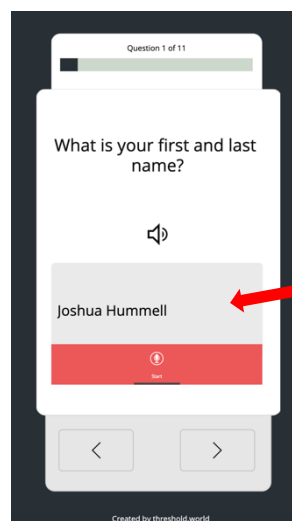 Question 1 of 11
What is your first and last
name?
Joshua Hummell
Start
Created by threshold.world